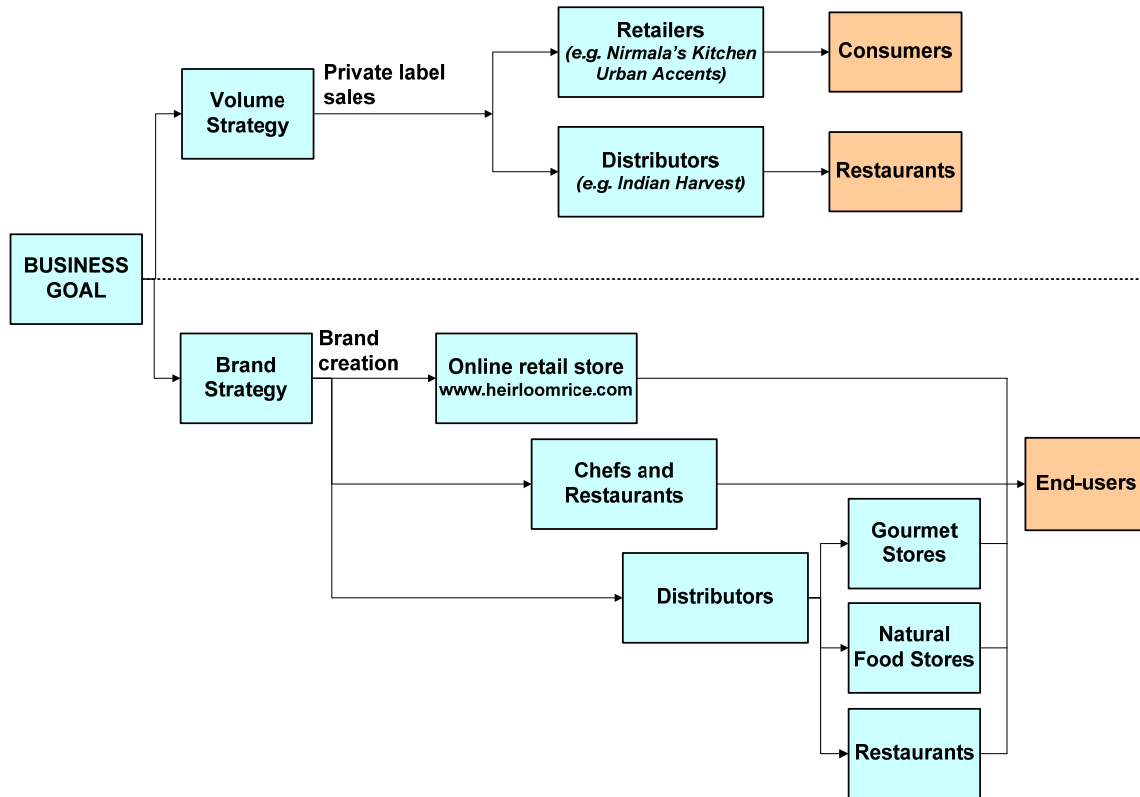 Retailers
(e.g. Nirmala's Kitchen
Urban Accents)
Consumers
Private label
sales
Volume
Strategy
Distributors
(e.g. Indian Harvest)
Restaurants
BUSINESS
GOAL
Brand
creation
Brand
Strategy
Online retail store
www.heirloomrice.com
Chefs and
Restaurants
End-users
Gourmet
Stores
Distributors
Natural
Food Stores
Restaurants